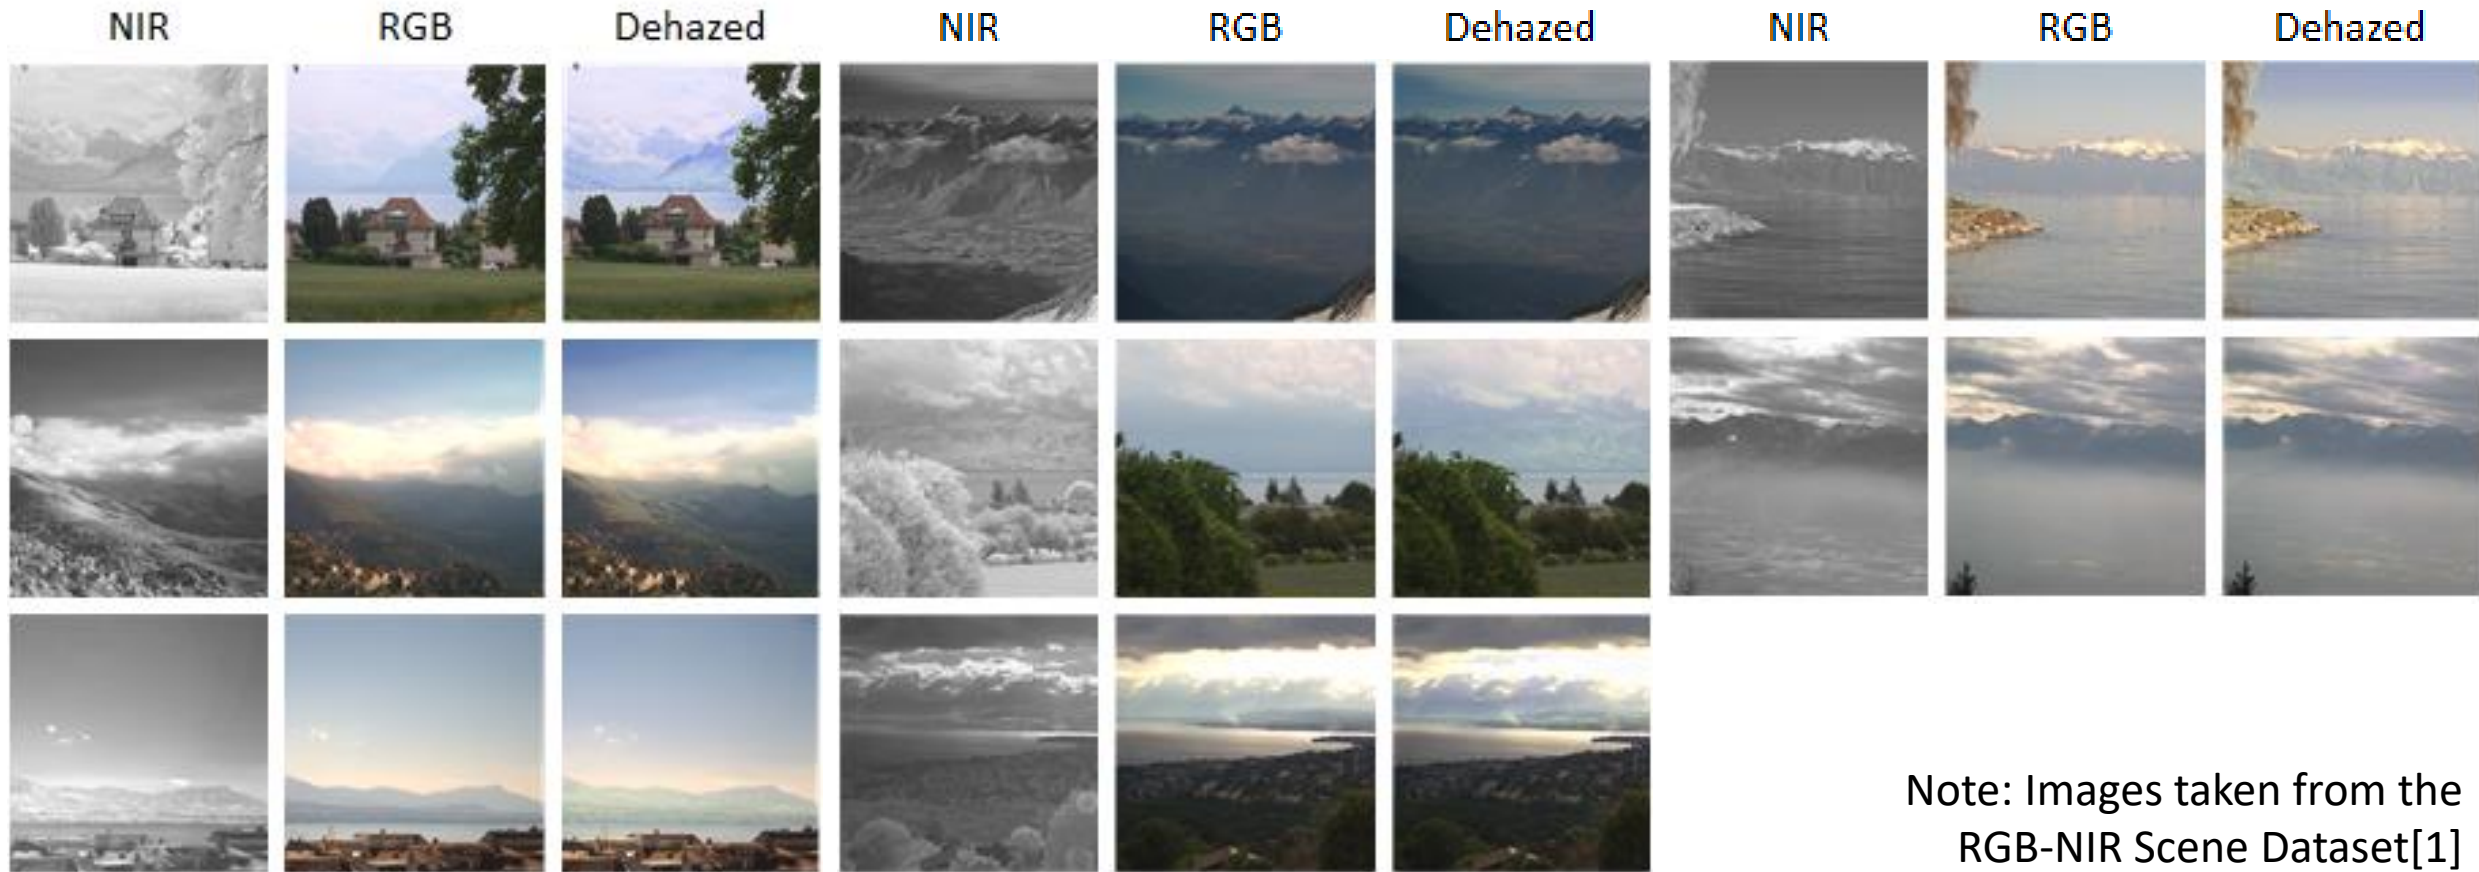 NIR RGB Dehazed NIR RGB Dehazed NIR RGB Dehazed
Note: Images taken from the
RGB-NIR Scene Dataset[1]